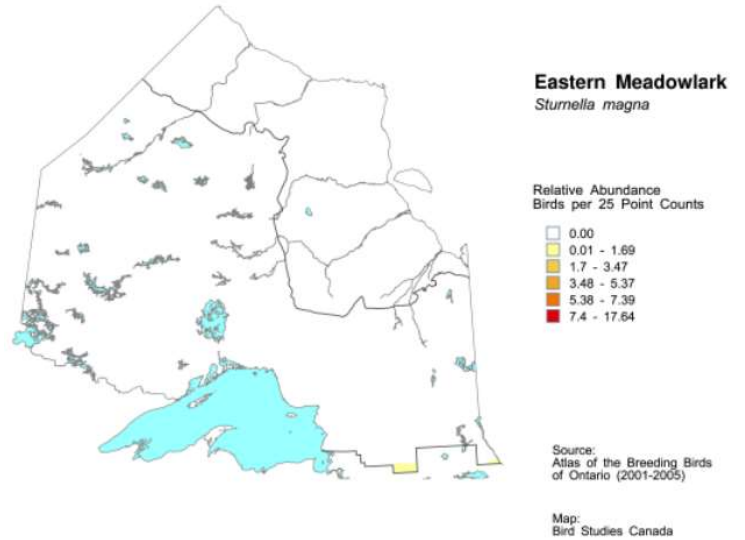 Eastern Meadowlark
Sturnella magna
Relative Abundance
Birds per 25 Point Counts
0.00
0.01 - 1.69
1.7 - 3.47
3.48 - 5.37
5.38 - 7.39
7.4 - 17.64
Source:
Atlas of the Breeding Birds
of Ontario (2001-2005)
Map:
Bird Studies Canada